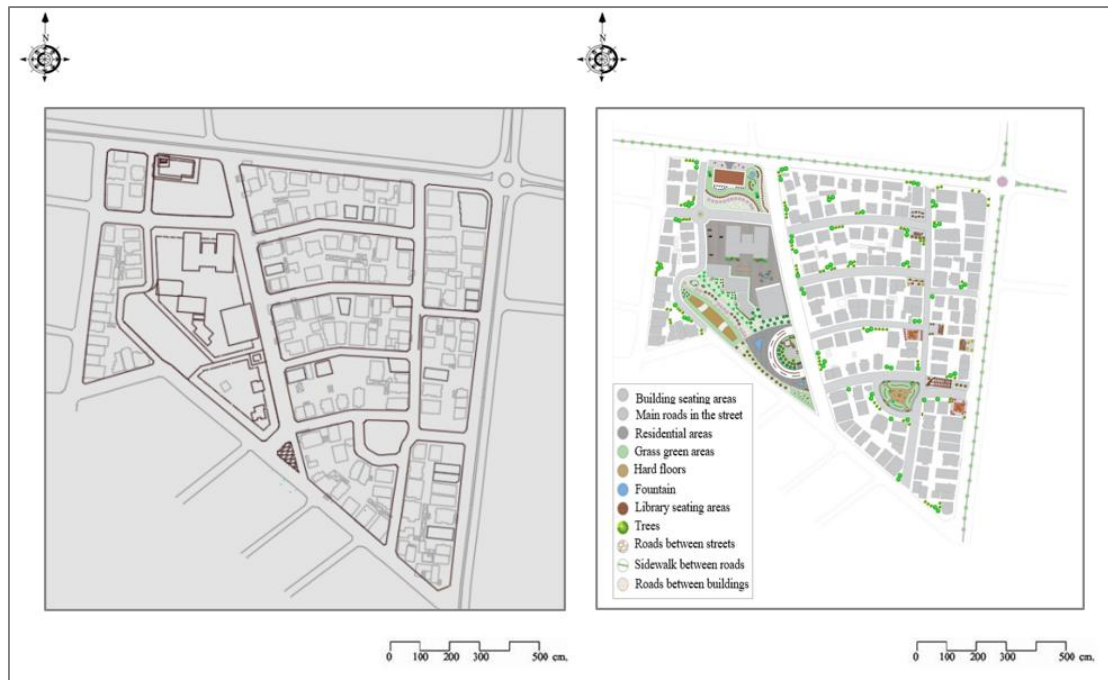 N
N
Building seating areas
Main roads in the street
Residential areas
Grass green areas
Hard floors
Fountain
Library seating areas
Trees
Roads between streets
Sidewalk between roads
Roads between buildings
0 100 200 300 500 cm,
0 100 200 300 500 cm,